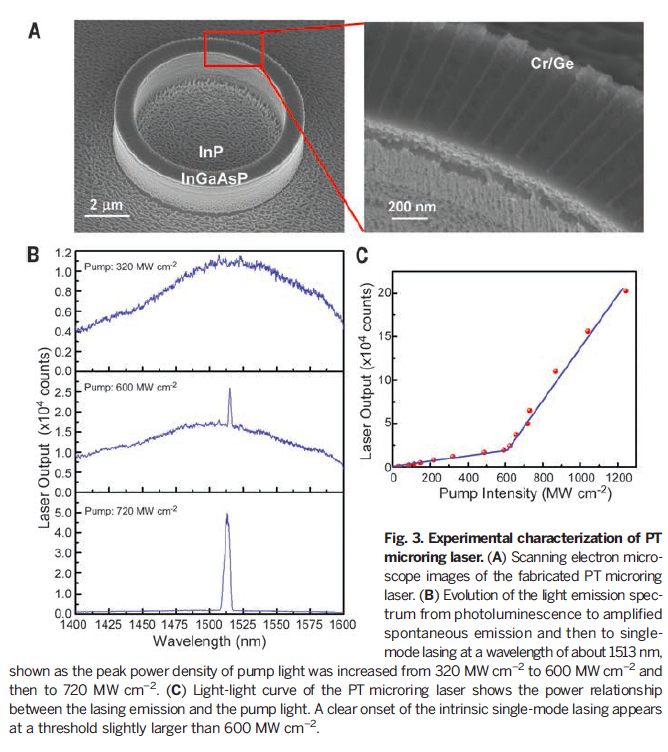 A
InP
InGaAsP
2 μm
Cr/Ge
200 nm
B
Laser Output (x10⁴ counts)
1.2
1.0
0.8
0.6
0.4
0.2
0.0
Pump: 320 MW cm⁻²
2.5
2.0
1.5
1.0
0.5
0.0
Pump: 600 MW cm⁻²
5.0
4.0
3.0
2.0
1.0
0.0
Pump: 720 MW cm⁻²
1400 1425 1450 1475 1500 1525 1550 1575 1600
Wavelength (nm)
C
Laser Output (x10⁴ counts)
20
15
10
5
0
0 200 400 600 800 1000 1200
Pump Intensity (MW cm⁻²)
Fig. 3. Experimental characterization of PT
microring laser. (A) Scanning electron micro-
scope images of the fabricated PT microring
laser. (B) Evolution of the light emission spec-
trum from photoluminescence to amplified
spontaneous emission and then to single-
mode lasing at a wavelength of about 1513 nm,
shown as the peak power density of pump light was increased from 320 MW cm⁻² to 600 MW cm⁻² and
then to 720 MW cm⁻². (C) Light-light curve of the PT microring laser shows the power relationship
between the lasing emission and the pump light. A clear onset of the intrinsic single-mode lasing appears
at a threshold slightly larger than 600 MW cm⁻².